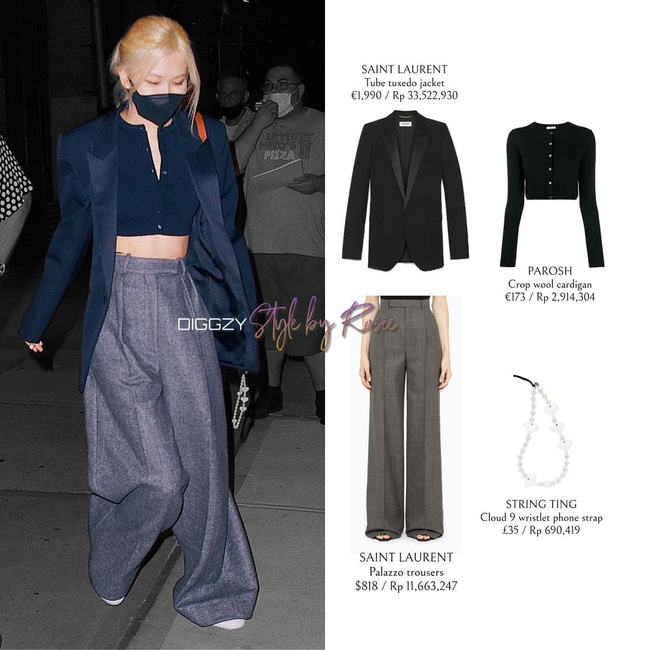 SAINT LAURENT
Tube tuxedo jacket
€1,990 / Rp 33,522,930
PIZZA
PAROSH
Crop wool cardigan
€173 / Rp 2,914,304
DIGGZY Style by Rosie
STRING TING
Cloud 9 wristlet phone strap
£35 / Rp 690,419
SAINT LAURENT
Palazzo trousers
$818 / Rp 11,663,247